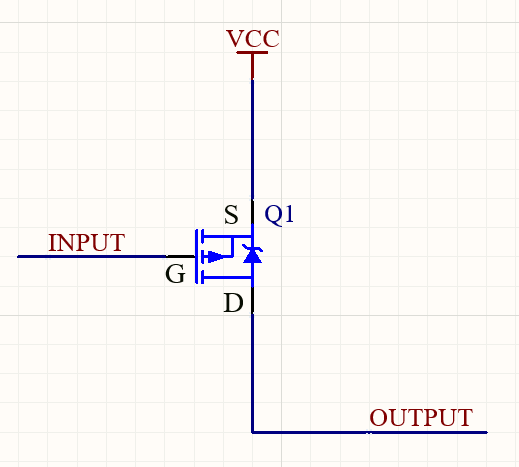 VCC
S Q1
INPUT
G
D
OUTPUT